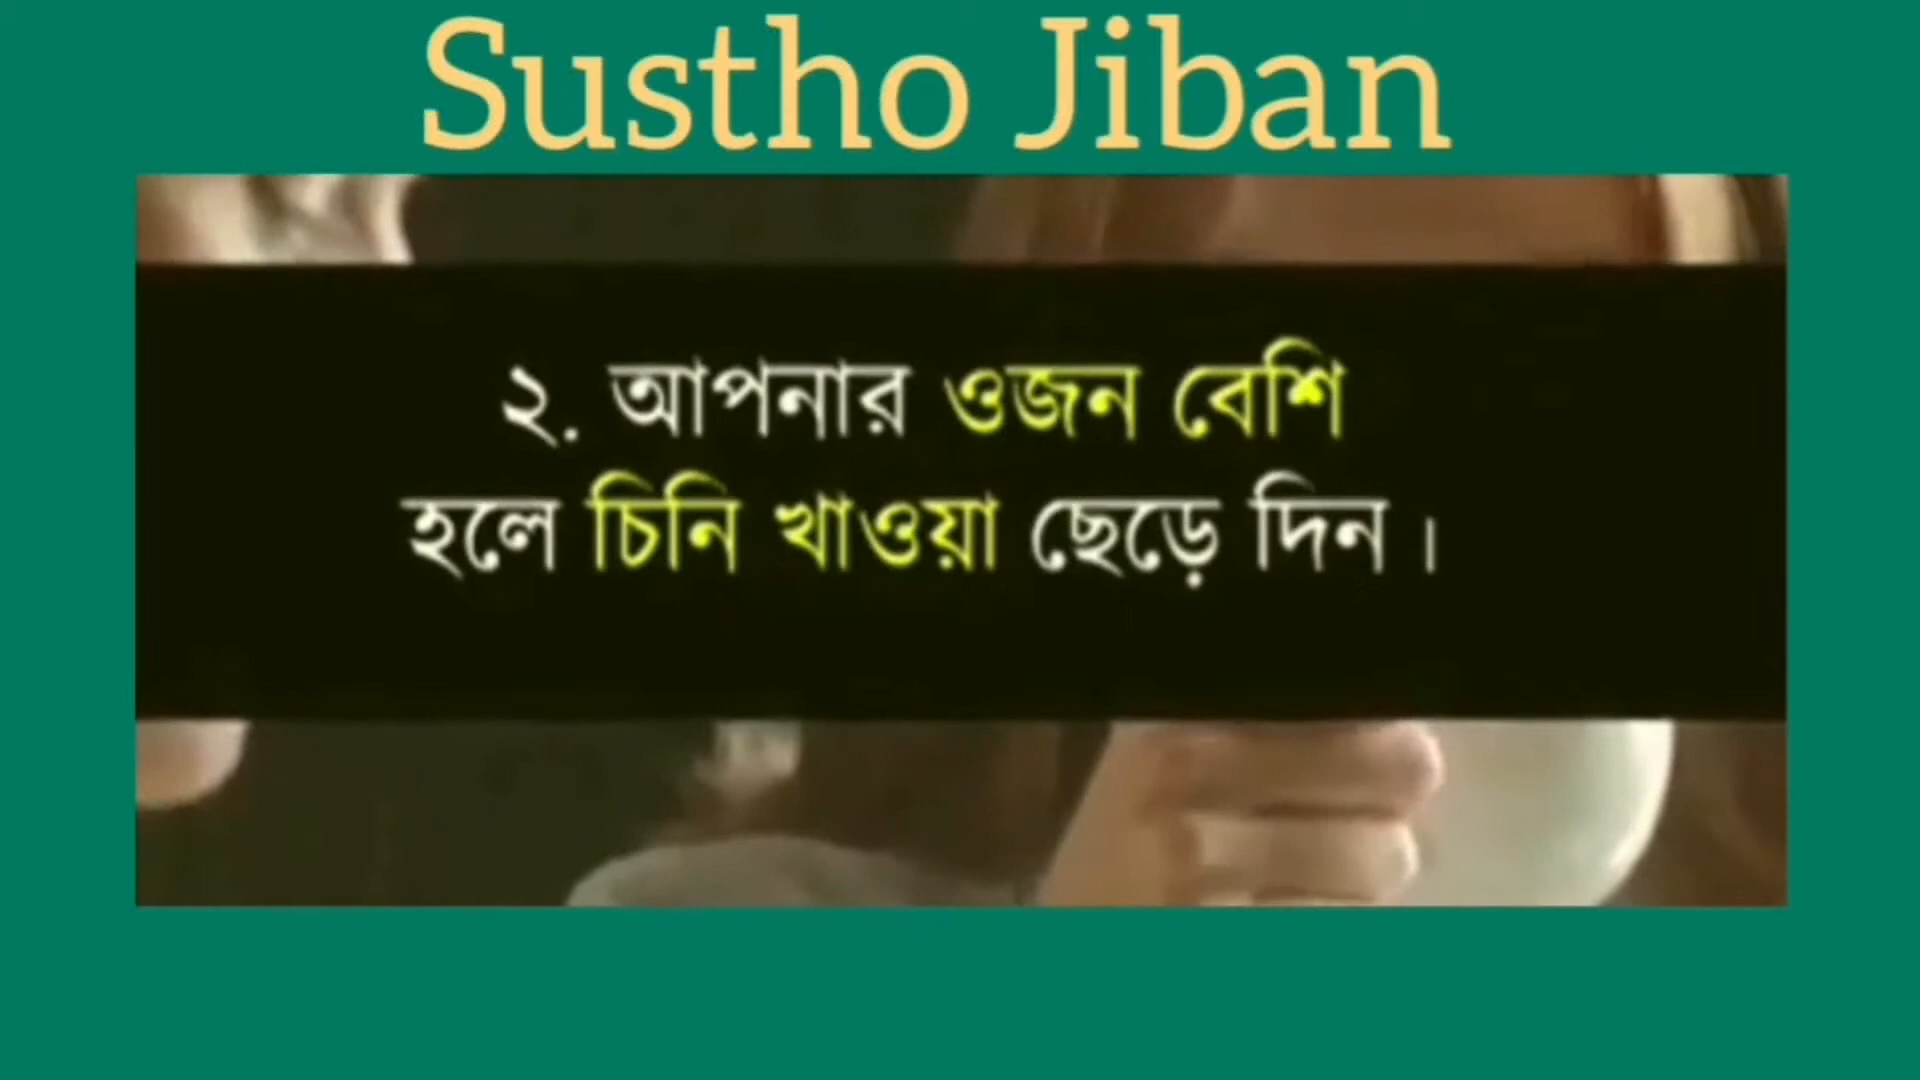 Sustho Jiban
২. আপনার ওজন বেশি
হলে চিনি খাওয়া ছেড়ে দিন।